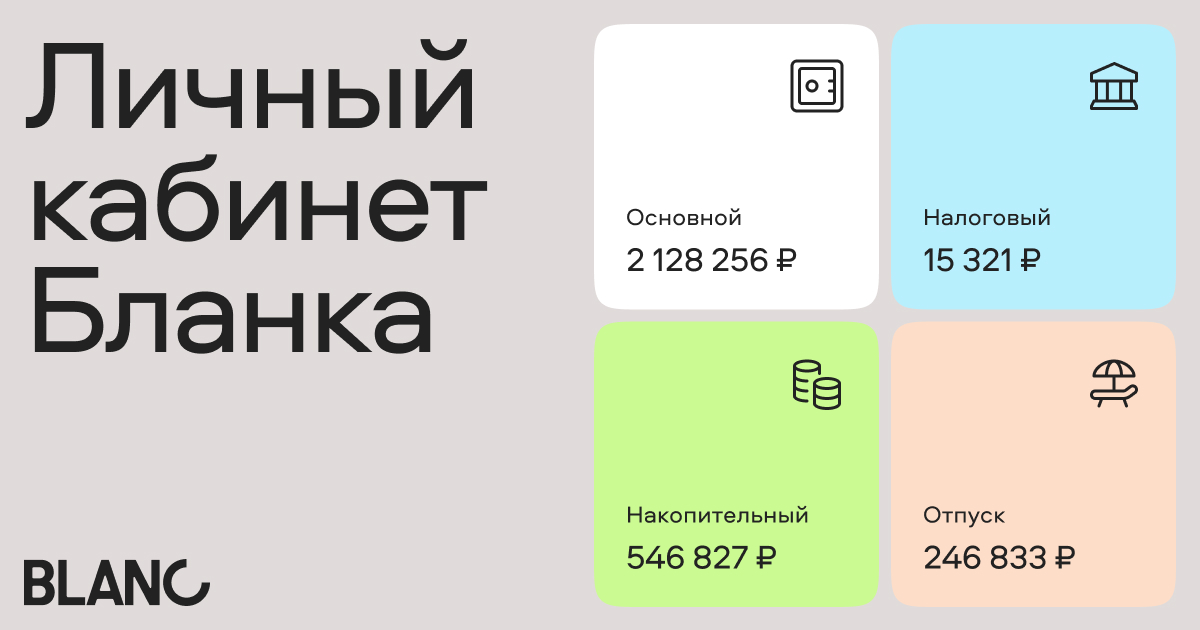 Личный
кабинет
Бланка
Основной
2 128 256 ₽
Налоговый
15 321 ₽
Накопительный
546 827 ₽
Отпуск
246 833 ₽
BLANC